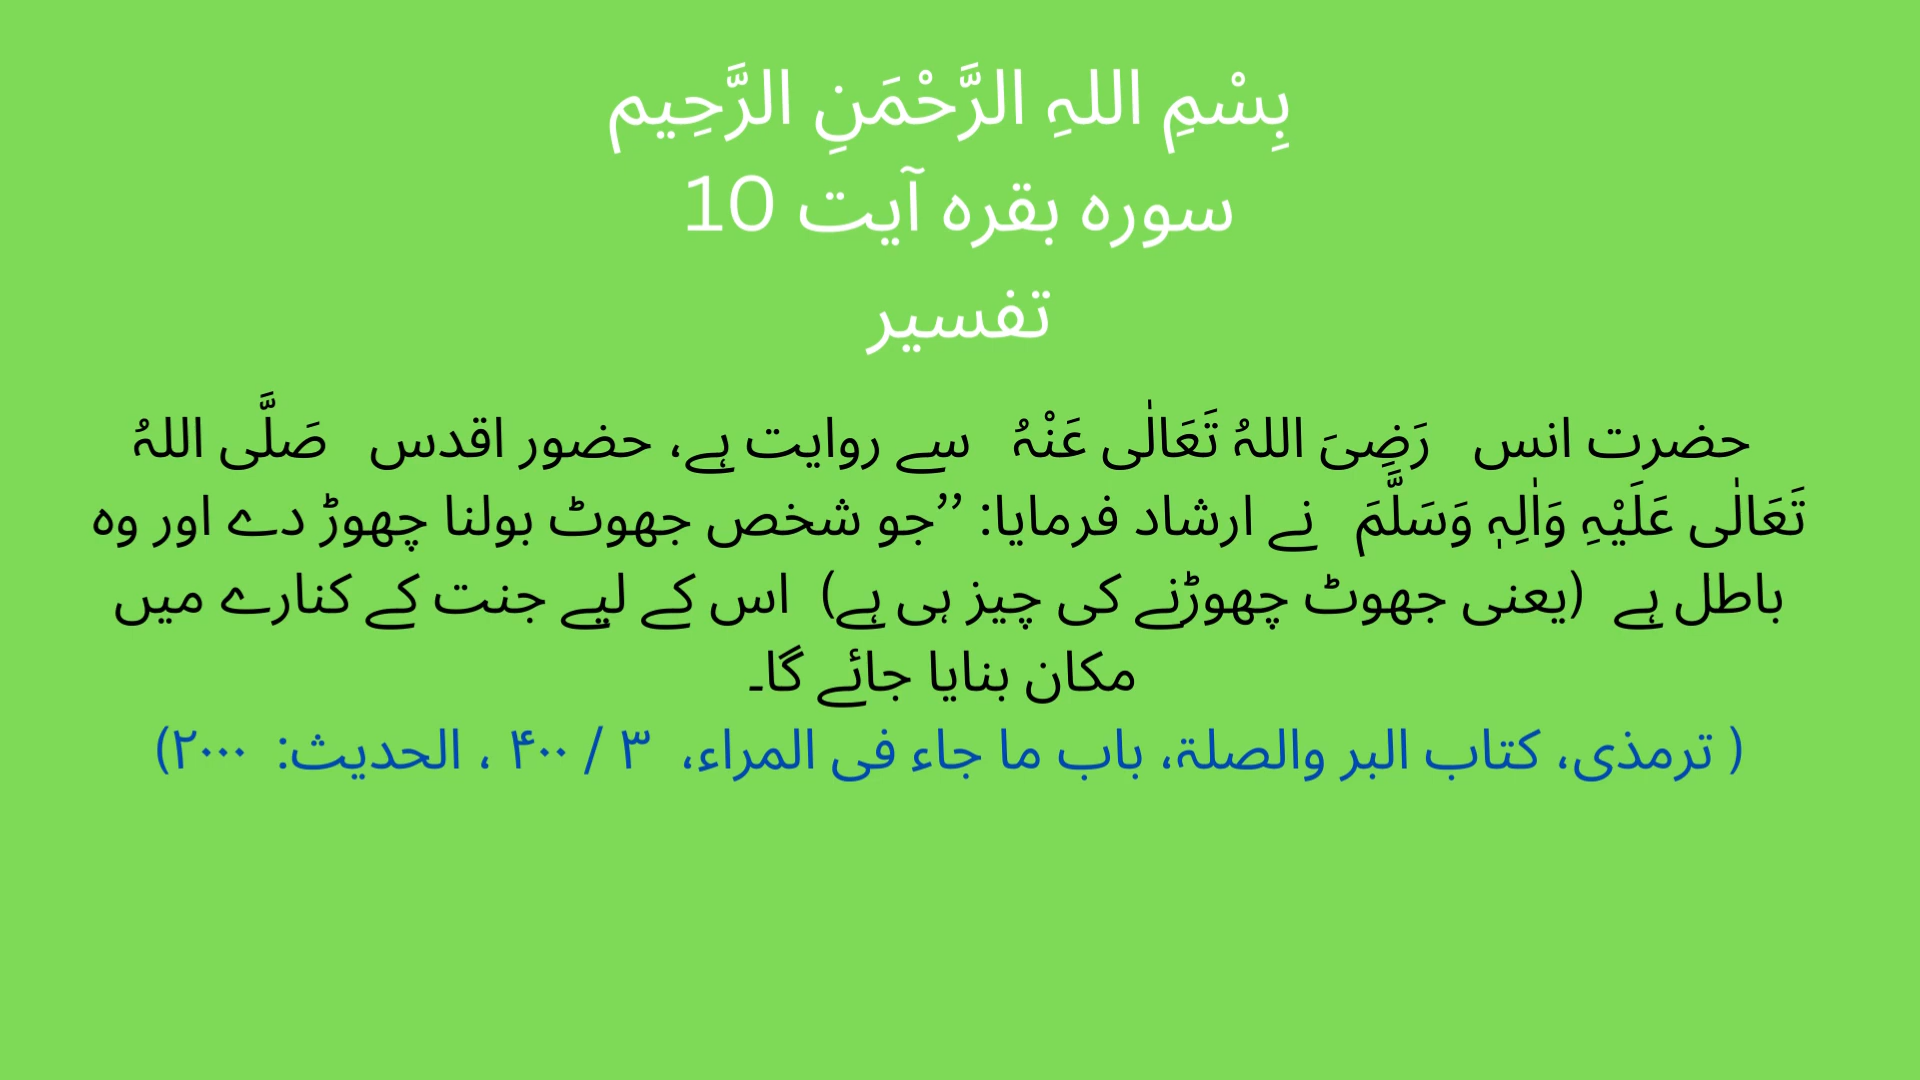 بِسْمِ اللہِ الرَّحْمَنِ الرَّحِیم
سورہ بقرہ آیت 10
تفسیر
حضرت انس رَضِیَ اللہُ تَعَالٰی عَنْہُ سے روایت ہے، حضور اقدس صَلَّی اللہُ
تَعَالٰی عَلَیْہِ وَاٰلِہٖ وَسَلَّمَ نے ارشاد فرمایا: ’’جو شخص جھوٹ بولنا چھوڑ دے اور وہ
باطل ہے (یعنی جھوٹ چھوڑنے کی چیز ہی ہے) اس کے لیے جنت کے کنارے میں
مکان بنایا جائے گا۔
( ترمذی، کتاب البر والصلۃ، باب ما جاء فی المراء، ۳ / ۴۰۰ ، الحدیث: ۲۰۰۰)